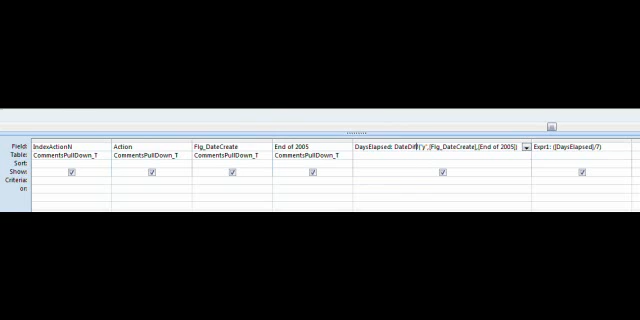 Field: IndexActionN Action Flg_DateCreate End of 2005 DaysElapsed: DateDiff("y",[Flg_DateCreate],[End of 2005]) Expr1: ([DaysElapsed]/7)
Table: CommentsPullDown_T CommentsPullDown_T CommentsPullDown_T CommentsPullDown_T
Sort:
Show:
Criteria:
or: